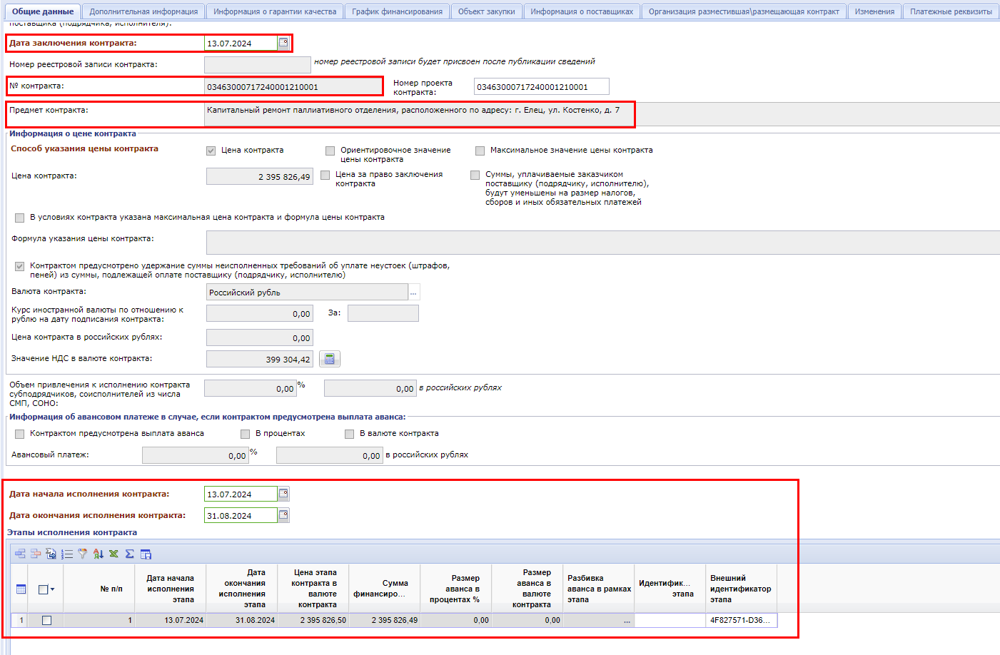 Общие данные
Дополнительная информация
Информация о гарантии качества
График финансирования
Объект закупки
Информация о поставщиках
Организация разместившая\размещающая контракт
Изменения
Платежные реквизиты
поставщика (подрядчика, исполнителя):
Дата заключения контракта: 13.07.2024
Номер реестровой записи контракта: номер реестровой записи будет присвоен после публикации сведений
№ контракта: 03463000717240001210001
Номер проекта
контракта: 03463000717240001210001
Предмет контракта: Капитальный ремонт паллиативного отделения, расположенного по адресу: г. Елец, ул. Костенко, д. 7
Информация о цене контракта
Способ указания цены контракта
Цена контракта
Ориентировочное значение
цены контракта
Максимальное значение цены контракта
Цена контракта: 2 395 826,49
Цена за право заключения
контракта
Суммы, уплачиваемые заказчиком
поставщику (подрядчику, исполнителю),
будут уменьшены на размер налогов,
сборов и иных обязательных платежей
В условиях контракта указана максимальная цена контракта и формула цены контракта
Формула указания цены контракта:
Контрактом предусмотрено удержание суммы неисполненных требований об уплате неустоек (штрафов,
пеней) из суммы, подлежащей оплате поставщику (подрядчику, исполнителю)
Валюта контракта: Российский рубль ...
Курс иностранной валюты по отношению к
рублю на дату подписания контракта: 0,00 За:
Цена контракта в российских рублях: 0,00
Значение НДС в валюте контракта: 399 304,42
Объем привлечения к исполнению контракта
субподрядчиков, соисполнителей из числа
СМП, СОНО:
0,00 % 0,00 в российских рублях
Информация об авансовом платеже в случае, если контрактом предусмотрена выплата аванса:
Контрактом предусмотрена выплата аванса
В процентах
В валюте контракта
Авансовый платеж: 0,00 % 0,00 в российских рублях
Дата начала исполнения контракта: 13.07.2024
Дата окончания исполнения контракта: 31.08.2024
Этапы исполнения контракта
№ п/п
Дата начала
исполнения
этапа
Дата
окончания
исполнения
этапа
Цена этапа
контракта в
валюте
контракта
Сумма
финансиро...
Размер
аванса в
процентах %
Размер
аванса в
валюте
контракта
Разбивка
аванса в рамках
этапа
Идентифик...
этапа
Внешний
идентификатор
этапа
1 1 13.07.2024 31.08.2024 2 395 826,50 2 395 826,49 0,00 0,00 ... 4F827571-D36...